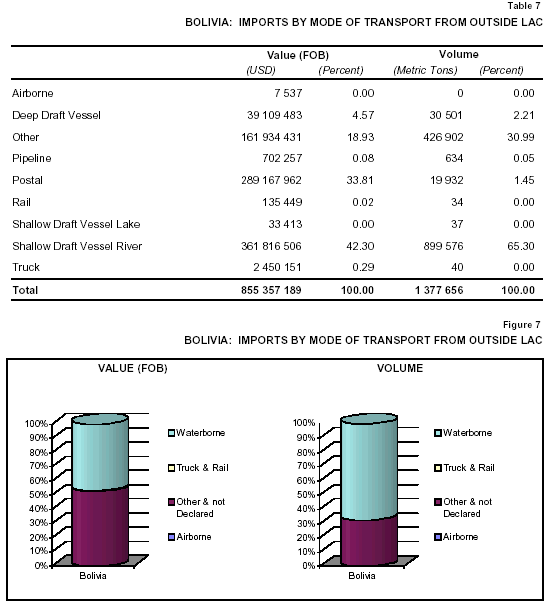 Table 7
BOLIVIA: IMPORTS BY MODE OF TRANSPORT FROM OUTSIDE LAC
Value (FOB) Volume
(USD) (Percent) (Metric Tons) (Percent)
Airborne 7 537 0.00 0 0.00
Deep Draft Vessel 39 109 483 4.57 30 501 2.21
Other 161 934 431 18.93 426 902 30.99
Pipeline 702 257 0.08 634 0.05
Postal 289 167 962 33.81 19 932 1.45
Rail 135 449 0.02 34 0.00
Shallow Draft Vessel Lake 33 413 0.00 37 0.00
Shallow Draft Vessel River 361 816 506 42.30 899 576 65.30
Truck 2 450 151 0.29 40 0.00
Total 855 357 189 100.00 1 377 656 100.00
Figure 7
BOLIVIA: IMPORTS BY MODE OF TRANSPORT FROM OUTSIDE LAC
VALUE (FOB)
100%
90%
80%
70%
60%
50%
40%
30%
20%
10%
0%
Bolivia
Waterborne
Truck & Rail
Other & not
Declared
Airborne
VOLUME
100%
90%
80%
70%
60%
50%
40%
30%
20%
10%
0%
Bolivia
Waterborne
Truck & Rail
Other & not
Declared
Airborne